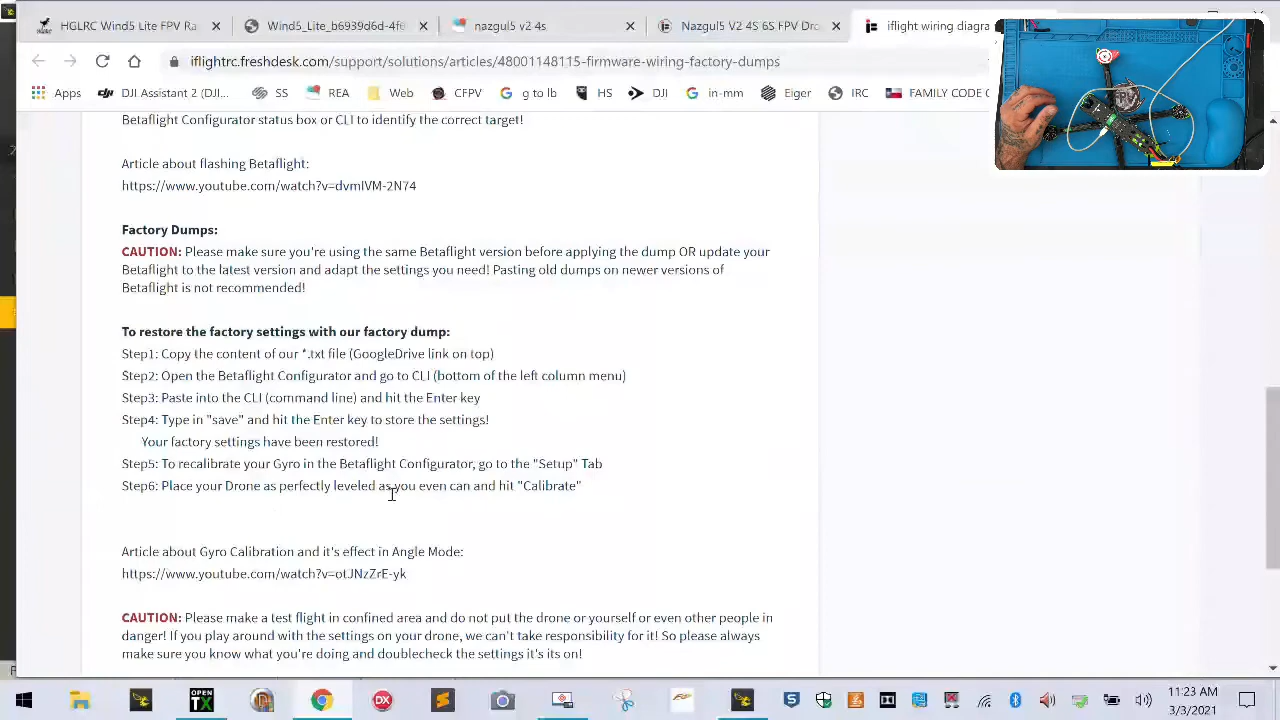 HGLRC Wind5 Lite FPV Ra
Wind5_Lite_b6939d6d-4fi
nazgul5 v2 4s
Nazgul5 V2 4S 6S FPV Dro
iflight wiring diagra
iflightrc.freshdesk.com/support/solutions/articles/48001148115-firmware-wiring-factory-dumps
Apps
DJI Assistant 2 (DJI...
SS
REA
Web
CTPI
g to lb
HS
DJI
in-mm
Eiger
IRC
FAMILY CODE
Betaflight Configurator status box or CLI to identify the correct target!
Article about flashing Betaflight:
https://www.youtube.com/watch?v=dvmIVM-2N74
Factory Dumps:
CAUTION: Please make sure you're using the same Betaflight version before applying the dump OR update your
Betaflight to the latest version and adapt the settings you need! Pasting old dumps on newer versions of
Betaflight is not recommended!
To restore the factory settings with our factory dump:
Step1: Copy the content of our *.txt file (GoogleDrive link on top)
Step2: Open the Betaflight Configurator and go to CLI (bottom of the left column menu)
Step3: Paste into the CLI (command line) and hit the Enter key
Step4: Type in "save" and hit the Enter key to store the settings!
Your factory settings have been restored!
Step5: To recalibrate your Gyro in the Betaflight Configurator, go to the "Setup" Tab
Step6: Place your Drone as perfectly leveled as you even can and hit "Calibrate"
Article about Gyro Calibration and it's effect in Angle Mode:
https://www.youtube.com/watch?v=otJNzZrE-yk
CAUTION: Please make a test flight in confined area and do not put the drone or yourself or even other people in
danger! If you play around with the settings on your drone, we can't take responsibility for it! So please always
make sure you know what you're doing and doublecheck the settings it's its on!
OPEN
TX
11:23 AM
3/3/2021